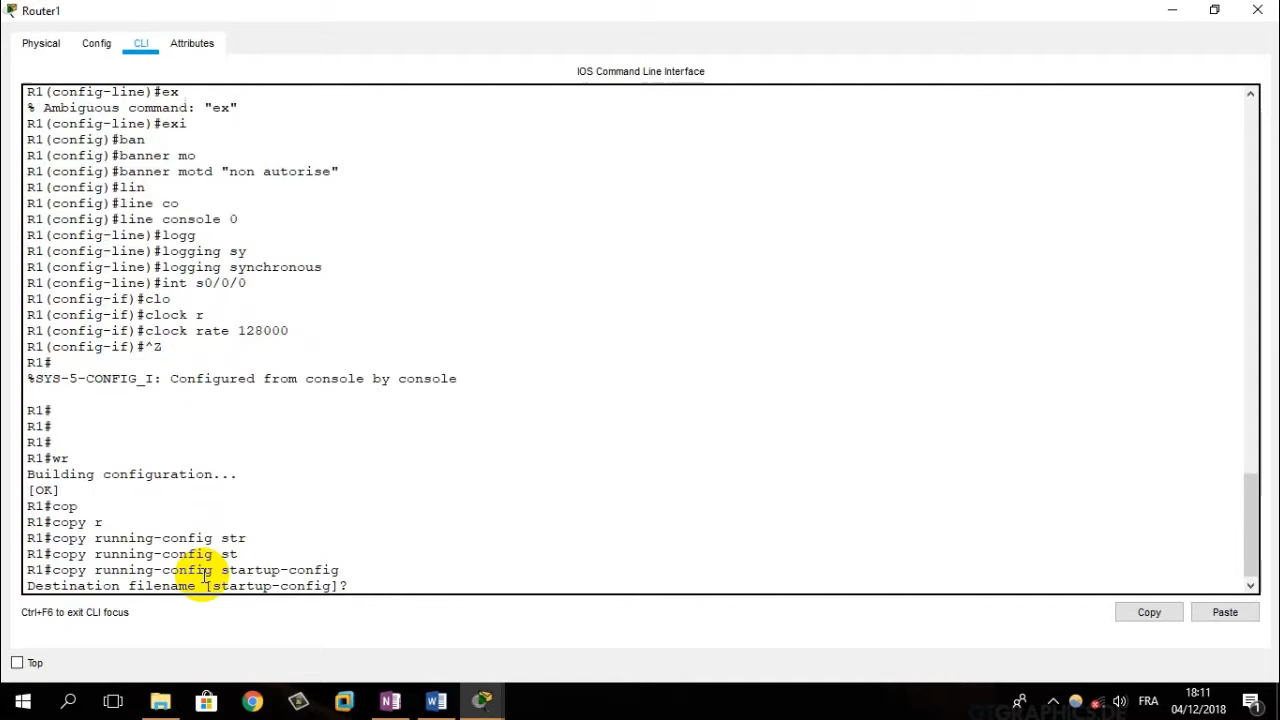 Router1
Physical Config CLI Attributes
IOS Command Line Interface
R1(config-line)#ex
% Ambiguous command: "ex"
R1(config-line)#exi
R1(config)#ban
R1(config)#banner mo
R1(config)#banner motd "non autorise"
R1(config)#lin
R1(config)#line co
R1(config)#line console 0
R1(config-line)#logg
R1(config-line)#logging sy
R1(config-line)#logging synchronous
R1(config-line)#int s0/0/0
R1(config-if)#clo
R1(config-if)#clock r
R1(config-if)#clock rate 128000
R1(config-if)#^Z
R1#
%SYS-5-CONFIG_I: Configured from console by console
R1#
R1#
R1#
R1#wr
Building configuration...
[OK]
R1#cop
R1#copy r
R1#copy running-config str
R1#copy running-config st
R1#copy running-config startup-config
Destination filename [startup-config]?
Ctrl+F6 to exit CLI focus
Copy Paste
Top
FRA
18:11
04/12/2018